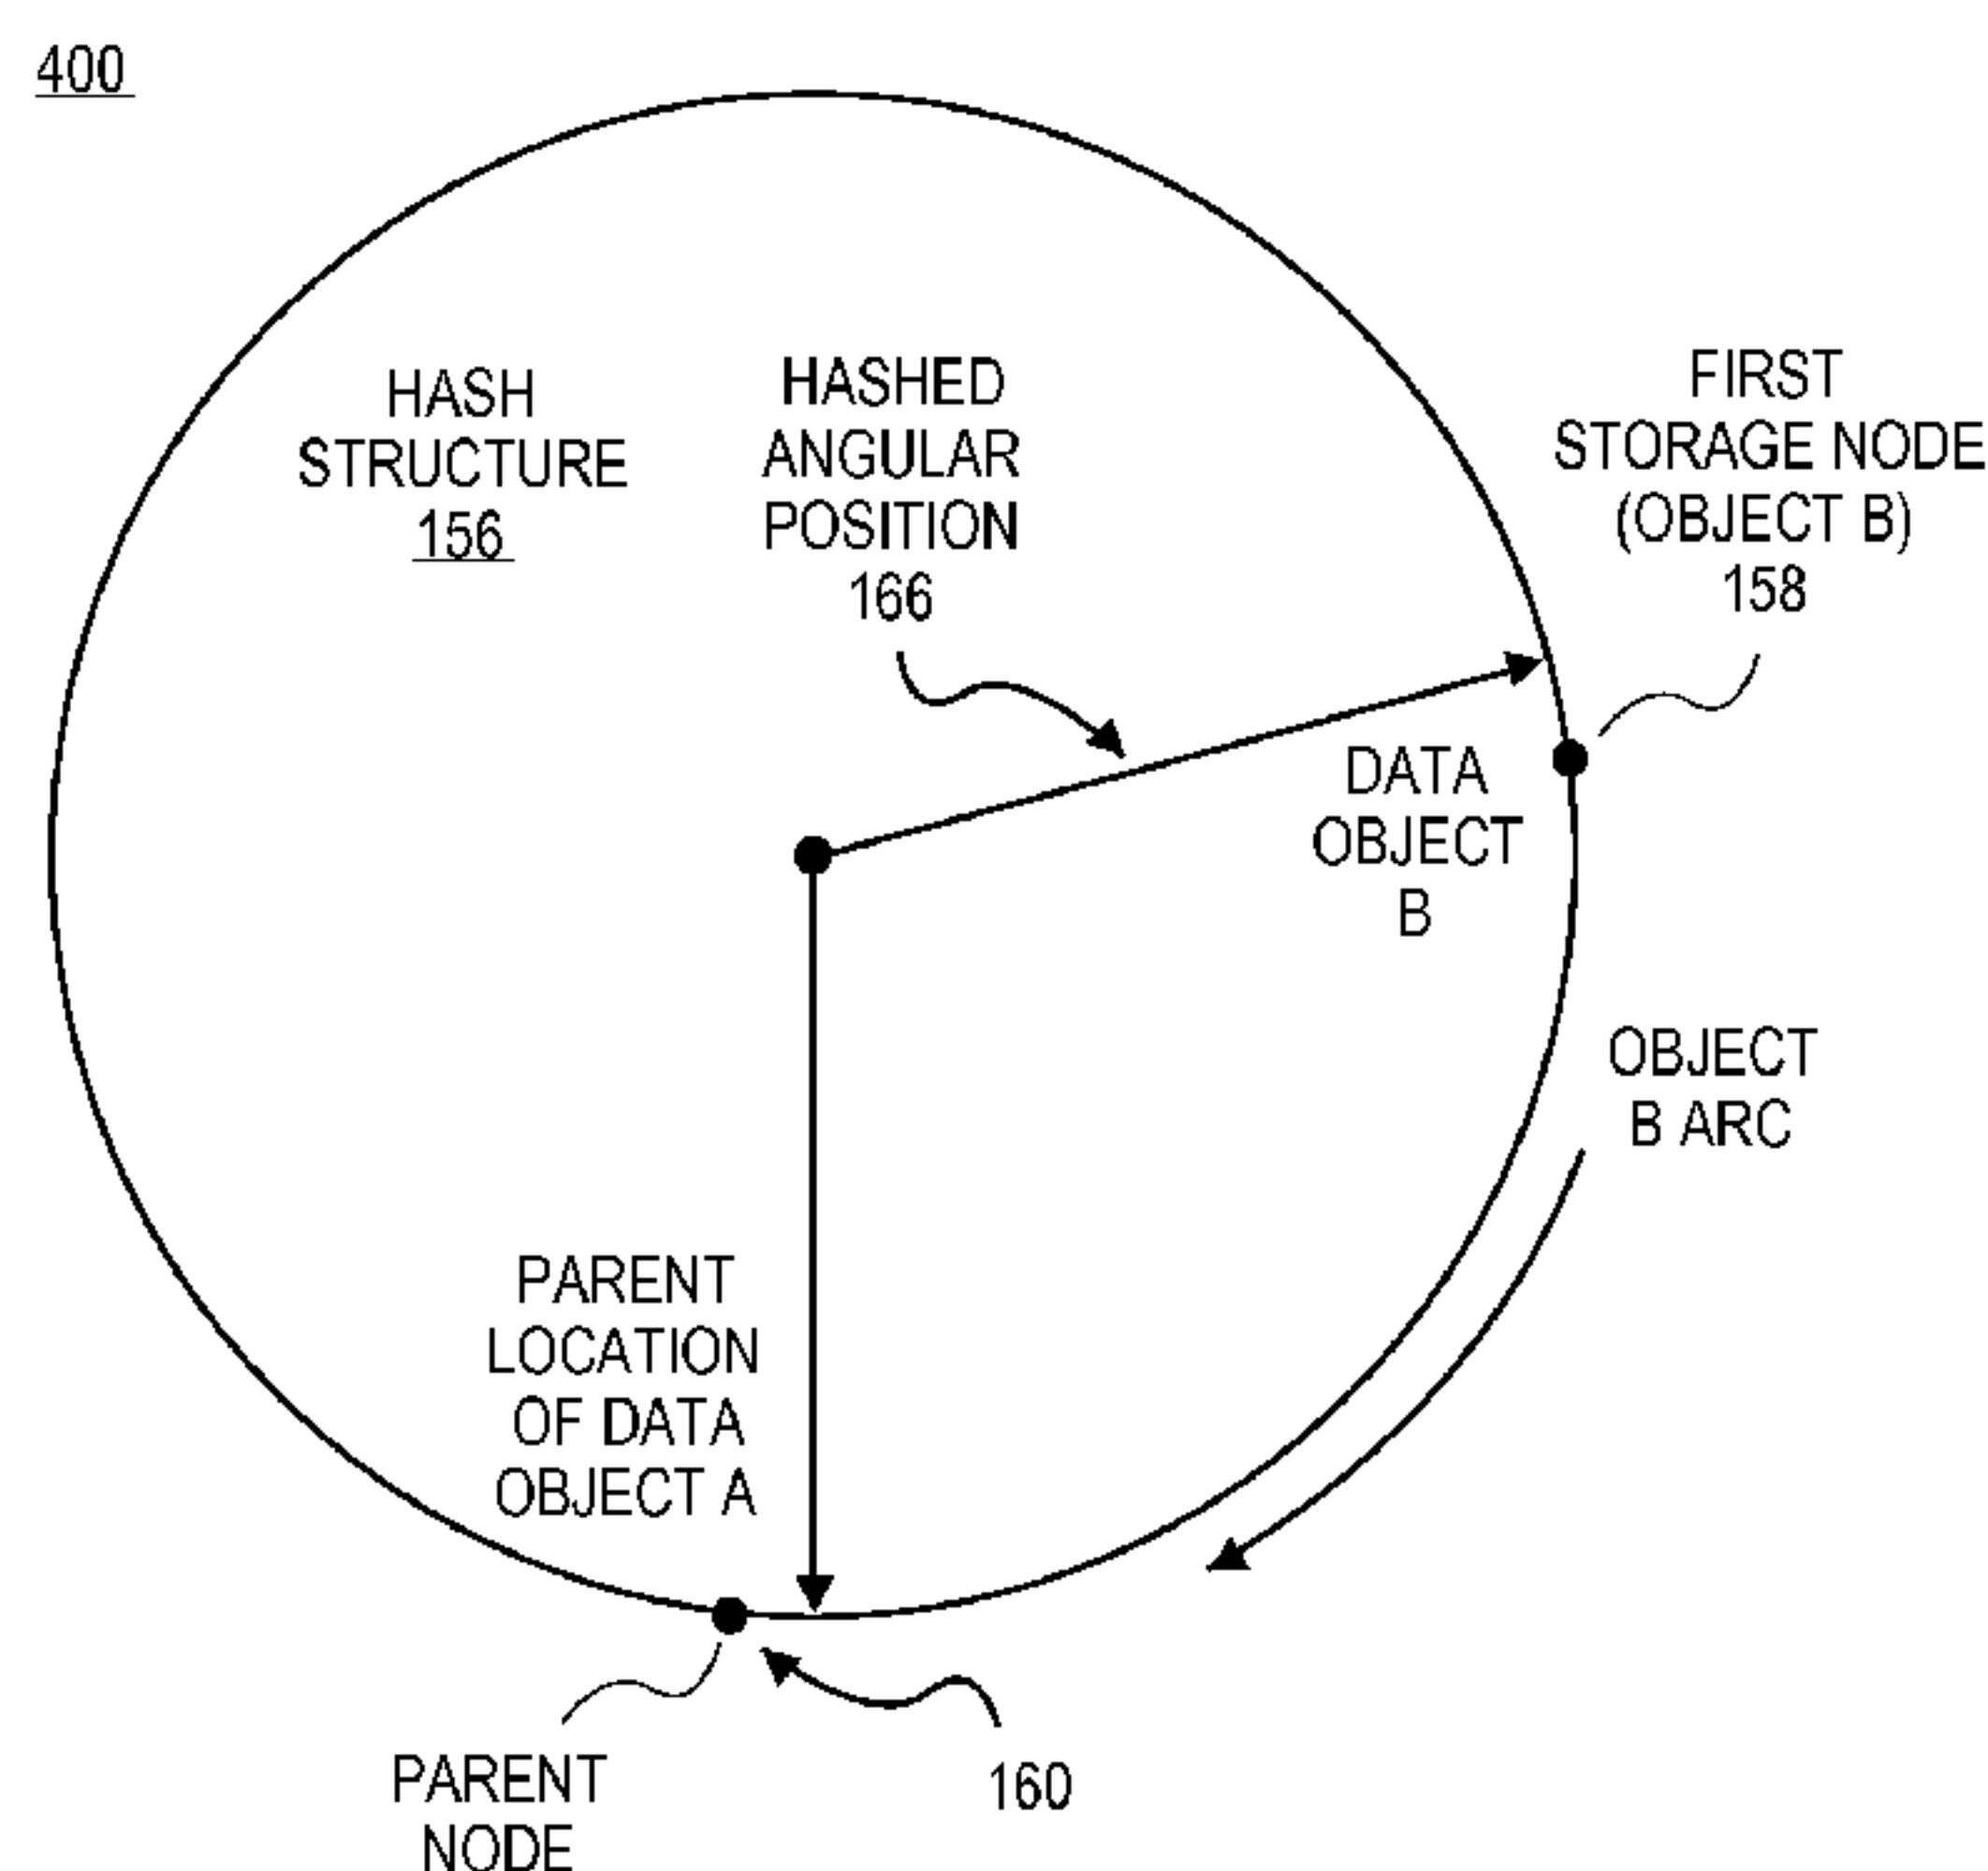 400
HASH
STRUCTURE
156
HASHED
ANGULAR
POSITION
166
FIRST
STORAGE NODE
(OBJECT B)
158
DATA
OBJECT
B
OBJECT
B ARC
PARENT
LOCATION
OF DATA
OBJECT A
PARENT
NODE
160